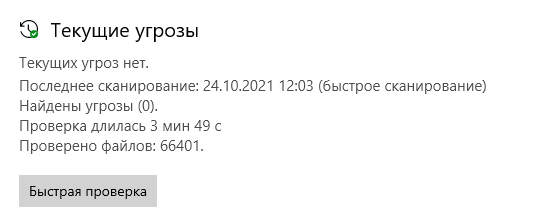 Текущие угрозы
Текущих угроз нет.
Последнее сканирование: 24.10.2021 12:03 (быстрое сканирование)
Найдены угрозы (0).
Проверка длилась 3 мин 49 с
Проверено файлов: 66401.
Быстрая проверка